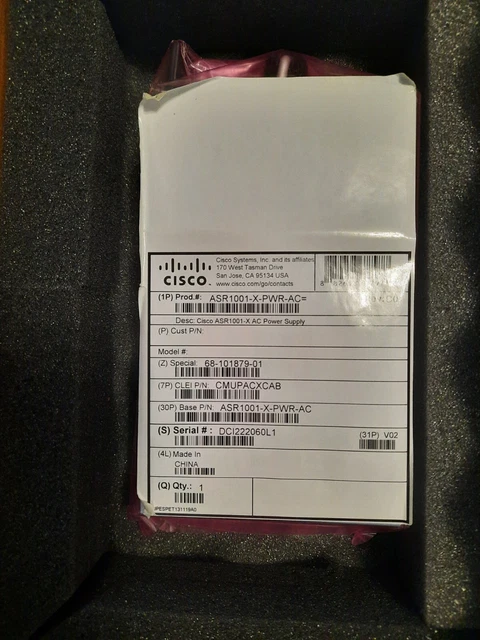 CISCO
Cisco Systems, Inc. and its affiliates
170 West Tasman Drive
San Jose, CA 95134 USA
www.cisco.com/go/contacts
(1P) Prod.#: ASR1001-X-PWR-AC=
Desc: Cisco ASR1001-X AC Power Supply
(P) Cust P/N:
Model #:
(Z) Special: 68-101879-01
(7P) CLEI P/N: CMUPACXCAB
(30P) Base P/N: ASR1001-X-PWR-AC
(S) Serial # : DCI222060L1
(31P) V02
(4L) Made In
CHINA
(Q) Qty.: 1